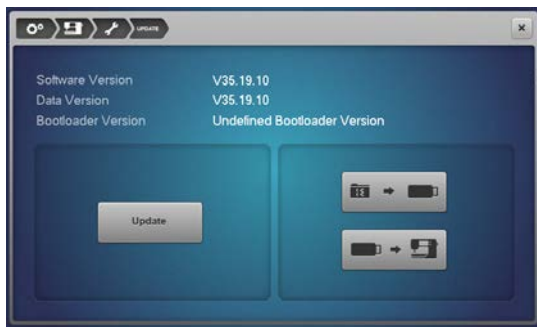 UPDATE
Software Version V35.19.10
Data Version V35.19.10
Bootloader Version Undefined Bootloader Version
Update